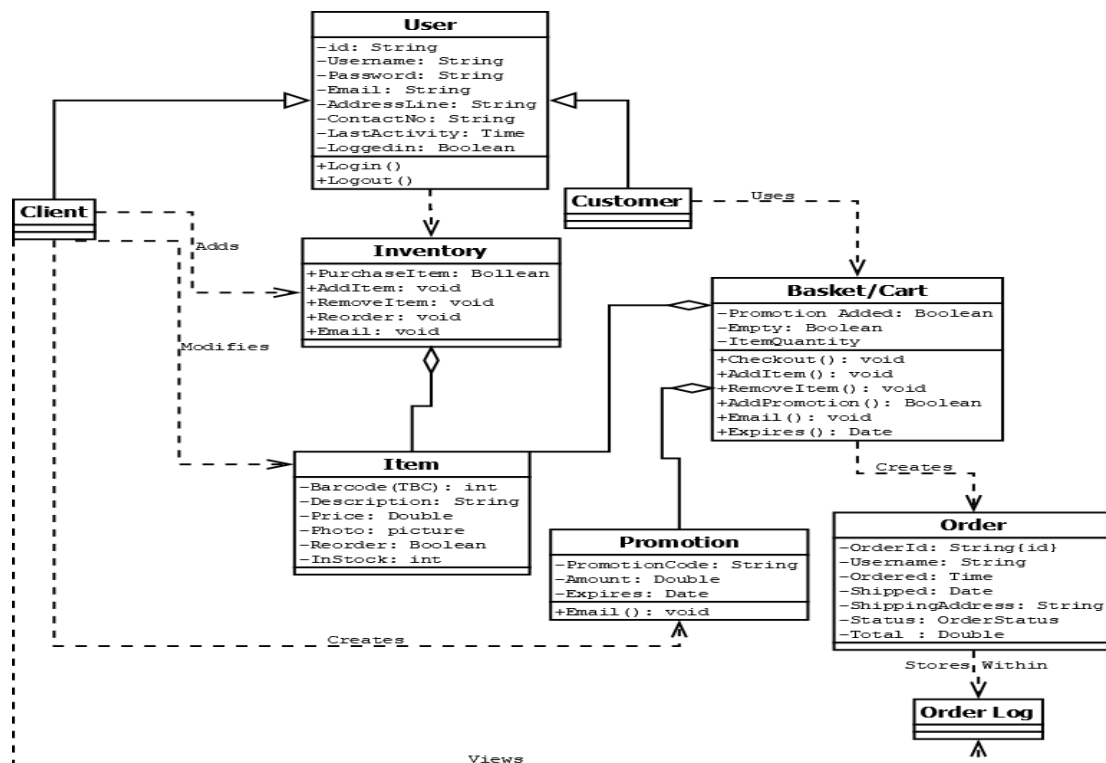 User
-id: String
-Username: String
-Password: String
-Email: String
-AddressLine: String
-ContactNo: String
-LastActivity: Time
-Loggedin: Boolean
+Login()
+Logout()
Client
Customer
Uses
Adds
Inventory
+PurchaseItem: Bollean
+AddItem: void
+RemoveItem: void
+Reorder: void
+Email: void
Modifies
Basket/Cart
-Promotion Added: Boolean
-Empty: Boolean
-ItemQuantity
+Checkout(): void
+AddItem(): void
+RemoveItem(): void
+AddPromotion(): Boolean
+Email(): void
+Expires(): Date
Item
-Barcode(TBC): int
-Description: String
-Price: Double
-Photo: picture
-Reorder: Boolean
-InStock: int
Creates
Promotion
-PromotionCode: String
-Amount: Double
-Expires: Date
+Email(): void
Order
-OrderId: String{id}
-Username: String
-Ordered: Time
-Shipped: Date
-ShippingAddress: String
-Status: OrderStatus
-Total : Double
Creates
Stores Within
Order Log
Views